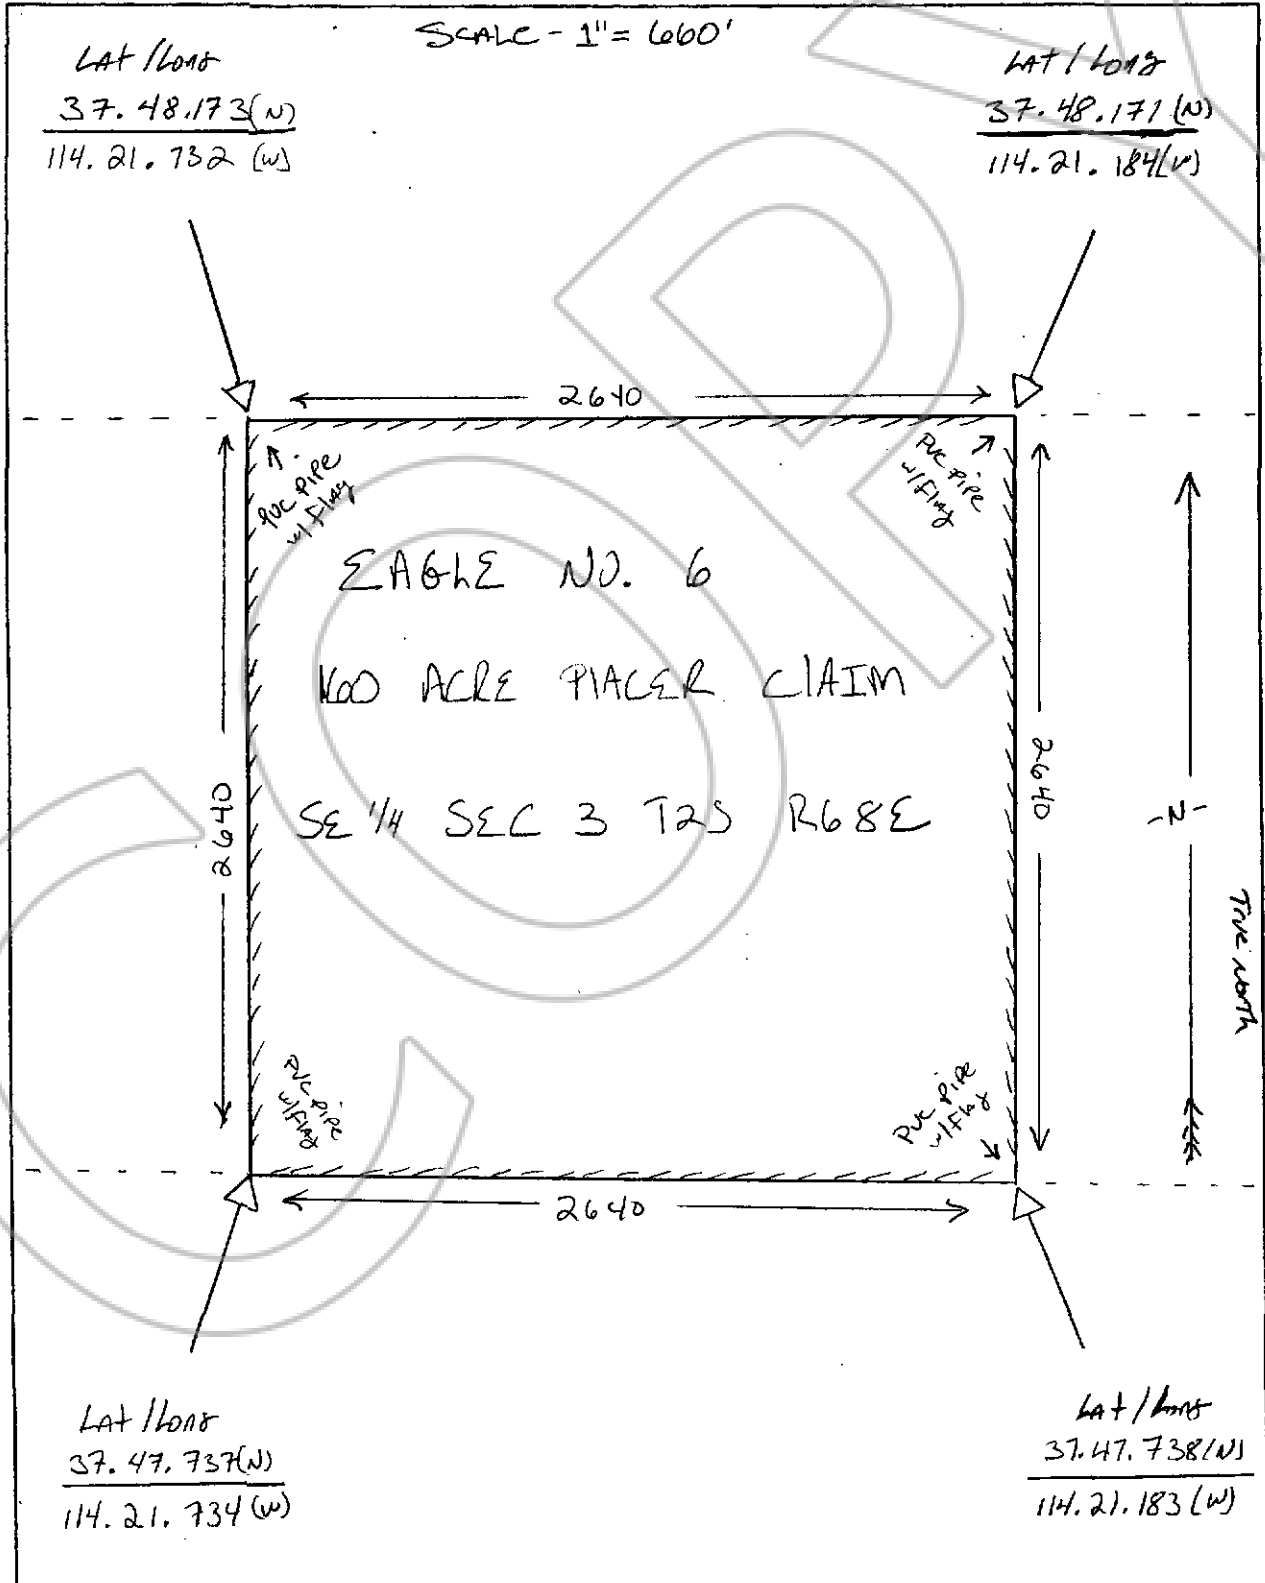 SCALE - 1" = 660'
LAt / Long
37. 48.173(N)
114. 21. 732 (W)
LAt / Long
37. 48. 171 (N)
114. 21. 184(W)
2640
PVC PiPe
w/ Flag
PVC PiPe
w/ Flag
EAGLE NO. 6
160 ACRE PlACER ClAIM
SE 1/4 SEC 3 T2S R68E
2640
2640
-N-
True North
PVC PiPe
w/ Flag
PVC PiPe
w/ Flag
2640
LAt / Long
37. 47. 737(N)
114. 21. 734 (W)
LAt / Long
37. 47. 738(N)
114. 21. 183 (W)
COPY